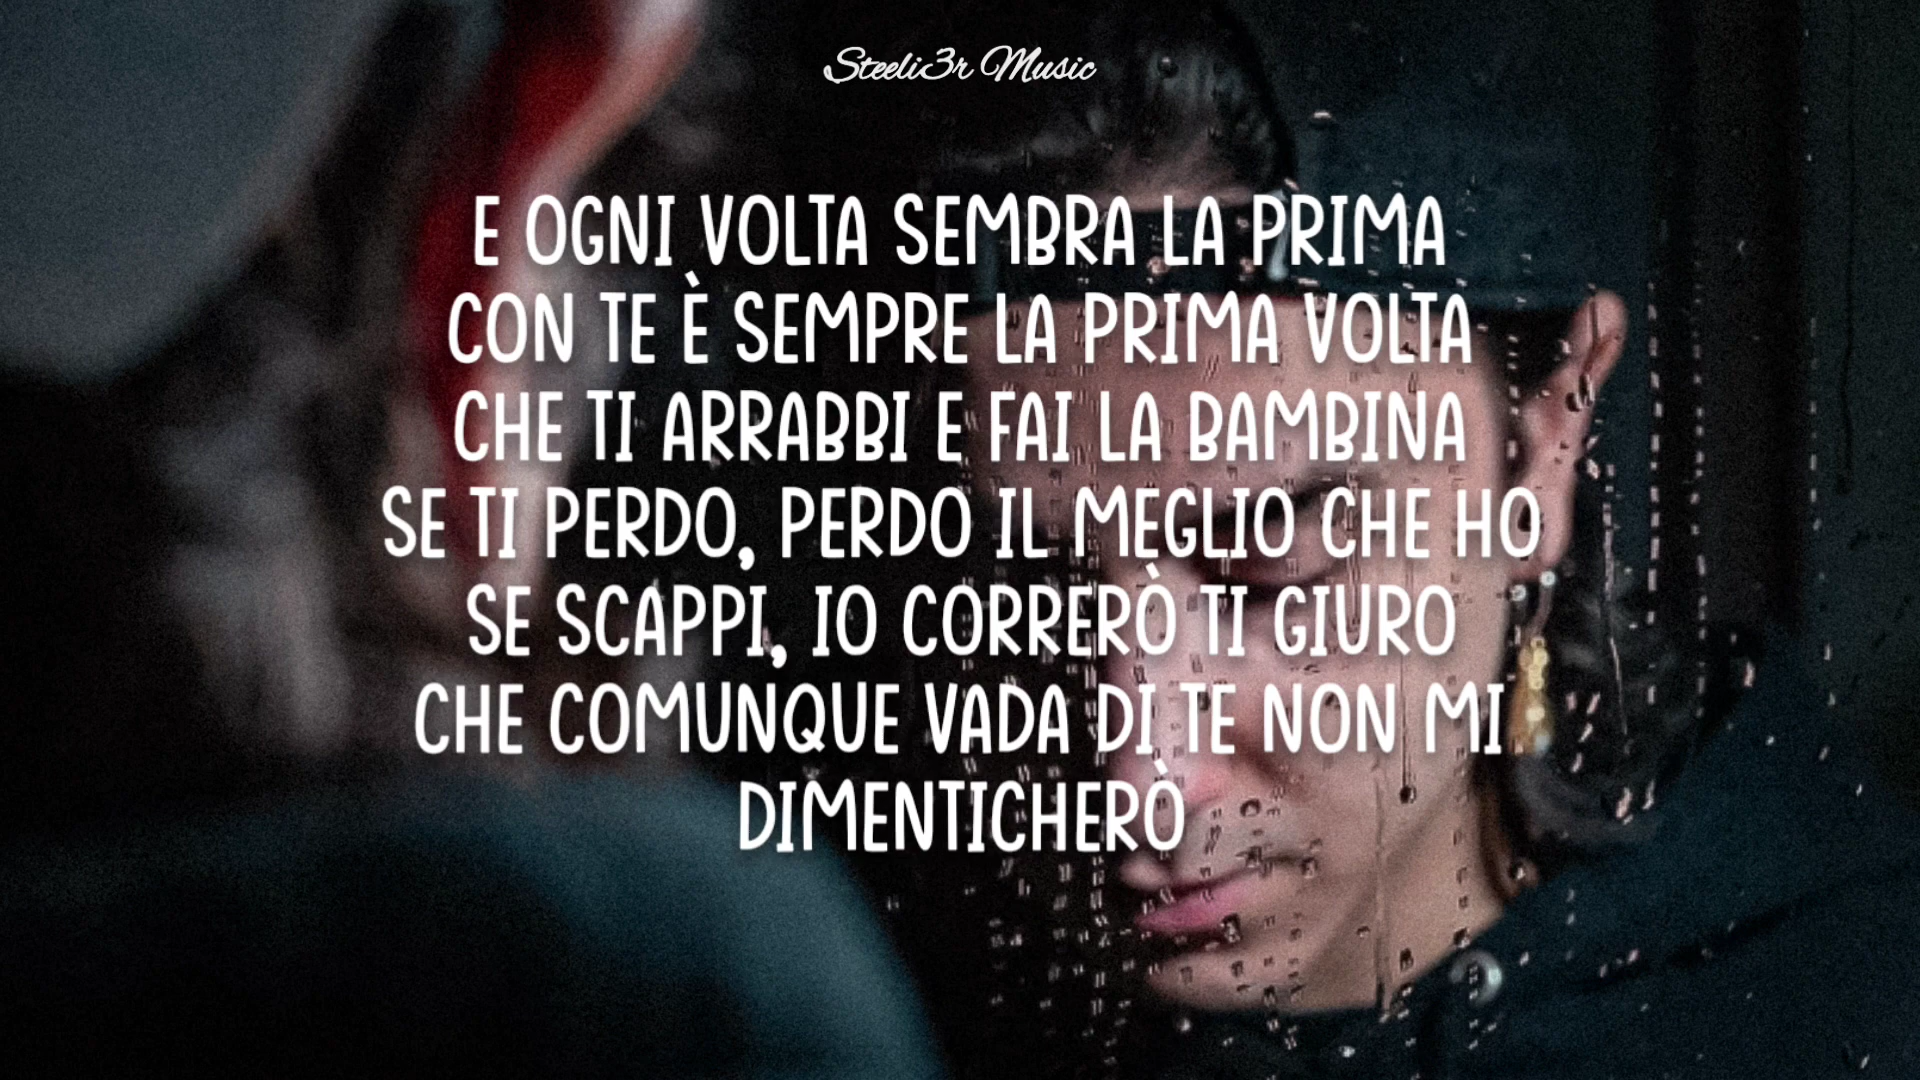 Steeli3r Music
E OGNI VOLTA SEMBRA LA PRIMA
CON TE È SEMPRE LA PRIMA VOLTA
CHE TI ARRABBI E FAI LA BAMBINA
SE TI PERDO, PERDO IL MEGLIO CHE HO
SE SCAPPI, IO CORRERÒ TI GIURO
CHE COMUNQUE VADA DI TE NON MI
DIMENTICHERÒ